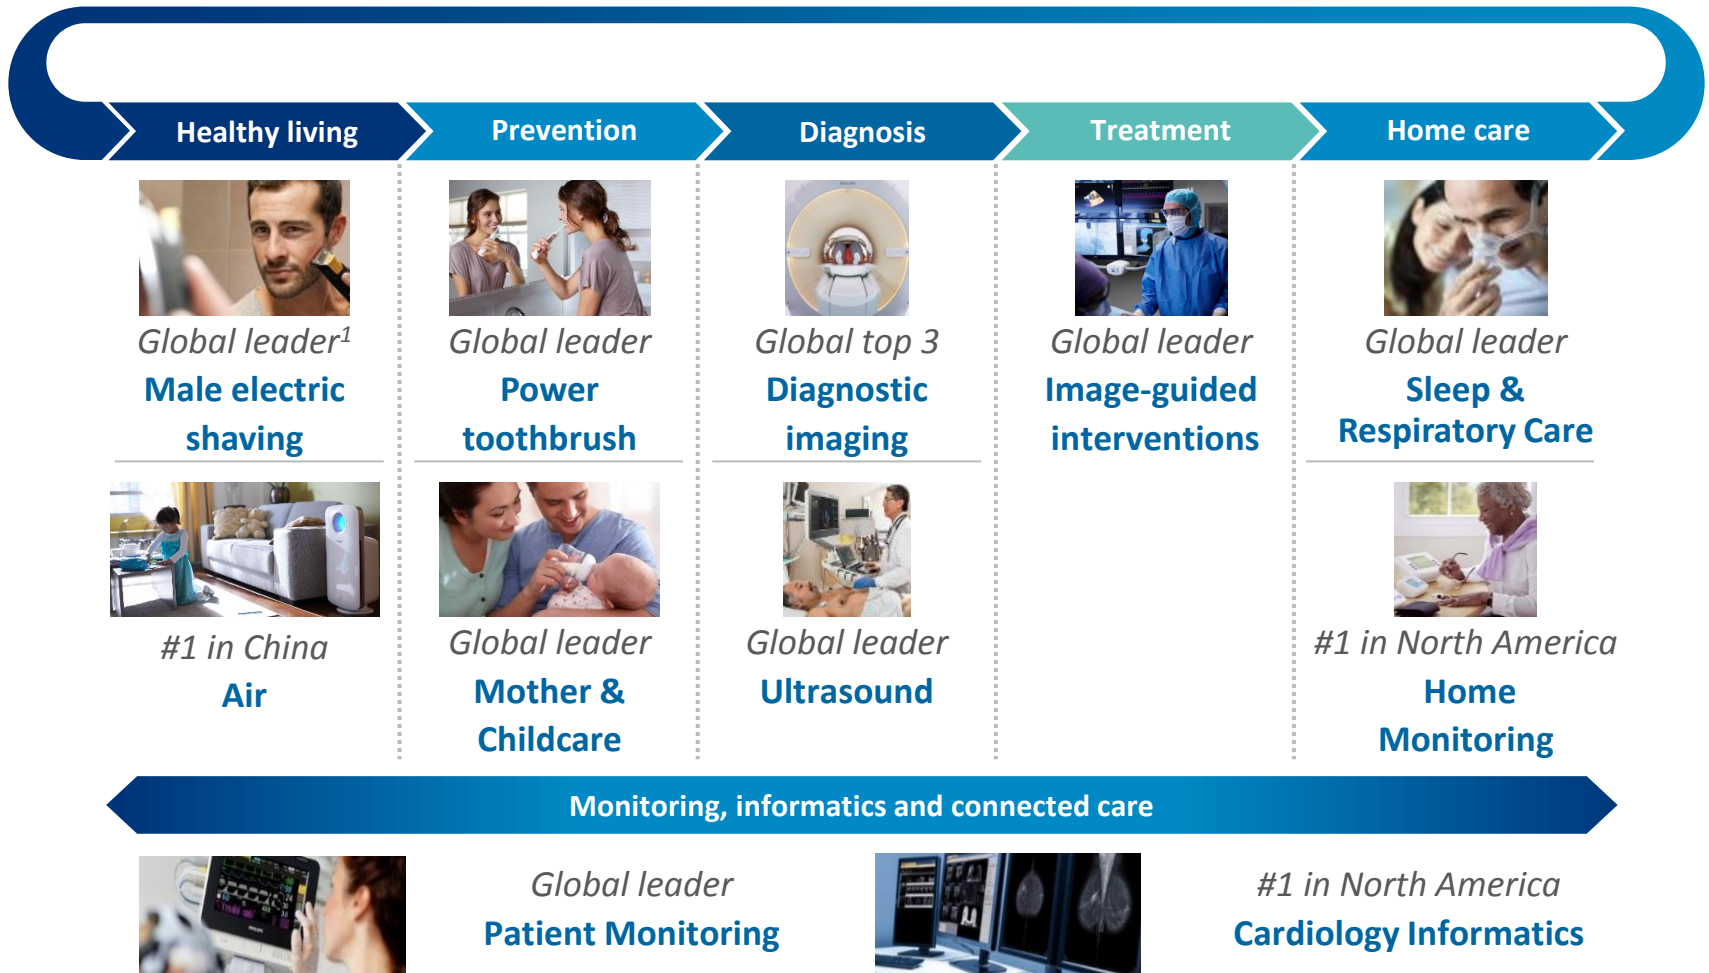 Healthy living
Prevention
Diagnosis
Treatment
Home care
Global leader¹
Male electric
shaving
Global leader
Power
toothbrush
Global top 3
Diagnostic
imaging
Global leader
Image-guided
interventions
Global leader
Sleep &
Respiratory Care
#1 in China
Air
Global leader
Mother &
Childcare
Global leader
Ultrasound
#1 in North America
Home
Monitoring
Monitoring, informatics and connected care
Global leader
Patient Monitoring
#1 in North America
Cardiology Informatics